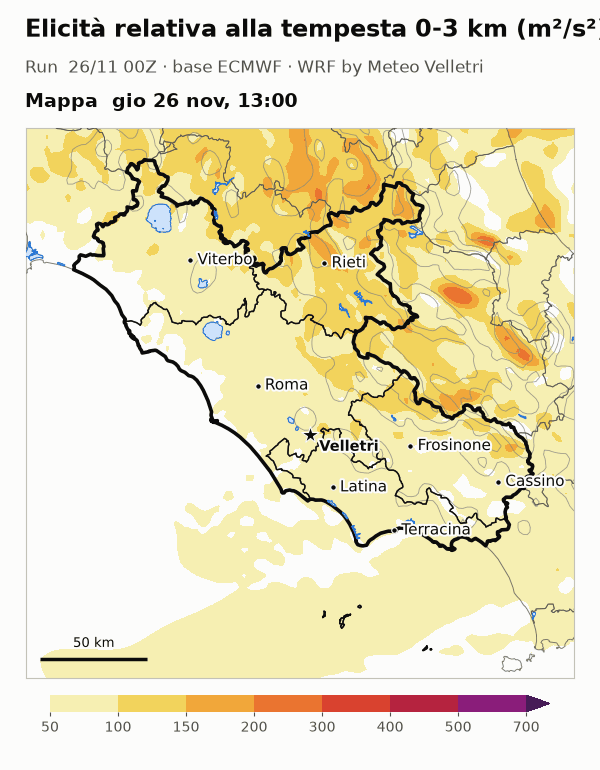 Elicità relativa alla tempesta 0-3 km (m²/s²)
Run  26/11 00Z · base ECMWF · WRF by Meteo Velletri
Mappa  gio 26 nov, 13:00
Viterbo
Rieti
Roma
Velletri
Frosinone
Cassino
Latina
Terracina
50 km
50 100 150 200 300 400 500 700